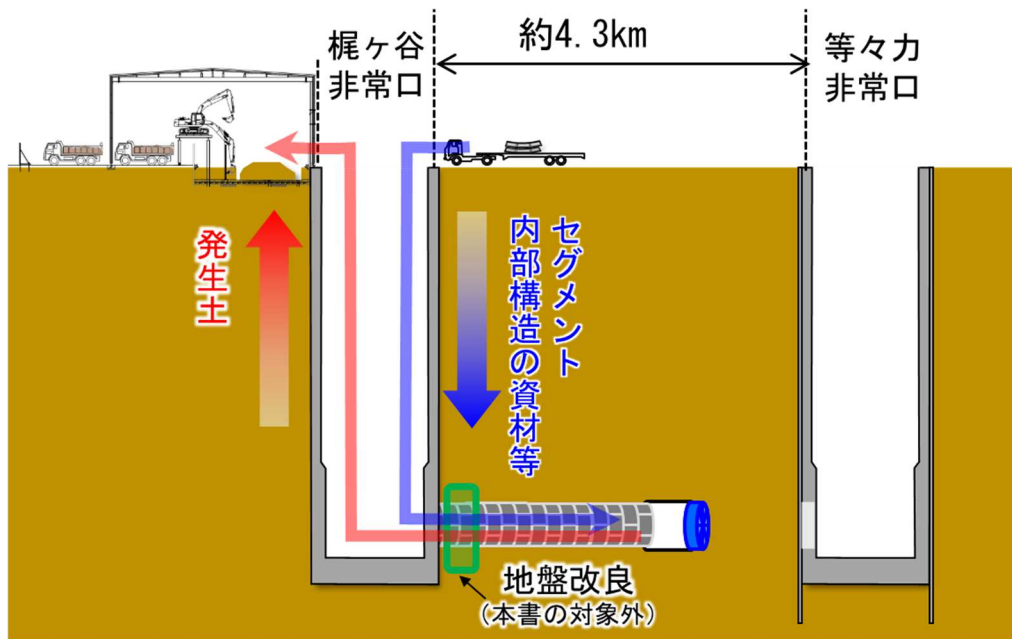 梶ヶ谷
非常口
約4.3km
等々力
非常口
発生土
セグメント
内部構造の資材等
地盤改良
(本書の対象外)